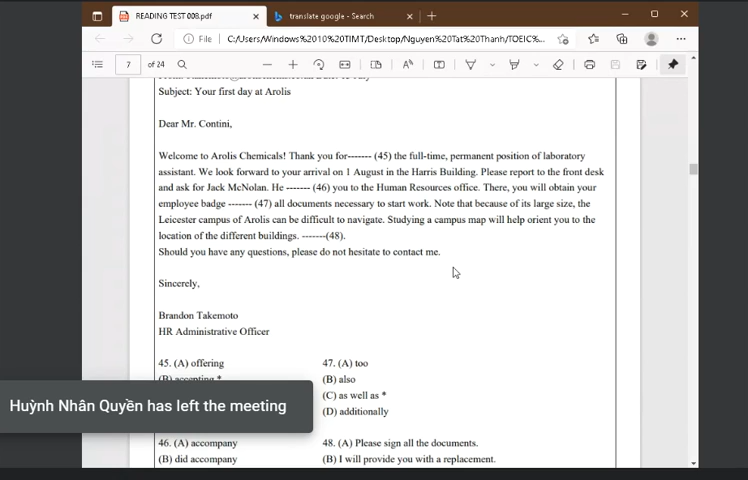 READING TEST 008.pdf
translate google - Search
File
C:/Users/Windows%2010%20TIMT/Desktop/Nguyen%20Tat%20Thanh/TOEIC%...
7 of 24
Subject: Your first day at Arolis
Dear Mr. Contini,
Welcome to Arolis Chemicals! Thank you for------- (45) the full-time, permanent position of laboratory
assistant. We look forward to your arrival on 1 August in the Harris Building. Please report to the front desk
and ask for Jack McNolan. He ------- (46) you to the Human Resources office. There, you will obtain your
employee badge ------- (47) all documents necessary to start work. Note that because of its large size, the
Leicester campus of Arolis can be difficult to navigate. Studying a campus map will help orient you to the
location of the different buildings. -------(48).
Should you have any questions, please do not hesitate to contact me.
Sincerely,
Brandon Takemoto
HR Administrative Officer
45. (A) offering
(B) accepting *
46. (A) accompany
(B) did accompany
47. (A) too
(B) also
(C) as well as *
(D) additionally
48. (A) Please sign all the documents.
(B) I will provide you with a replacement.
Huỳnh Nhân Quyền has left the meeting